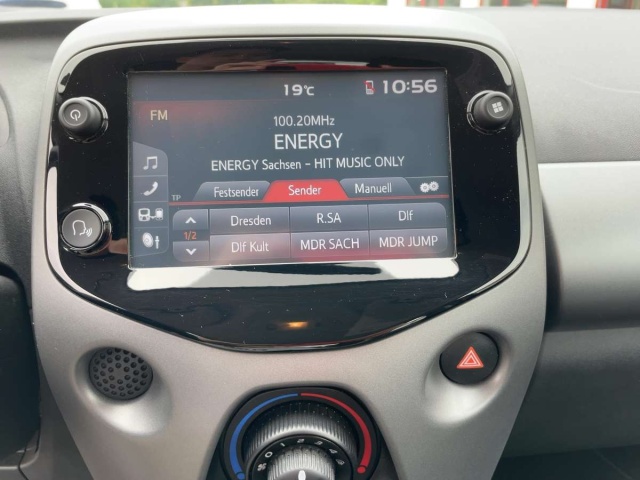 19°C 10:56
FM
100.20MHz
ENERGY
ENERGY Sachsen - HIT MUSIC ONLY
TP Festsender Sender Manuell
Dresden R.SA Dlf
1/2
Dlf Kult MDR SACH MDR JUMP